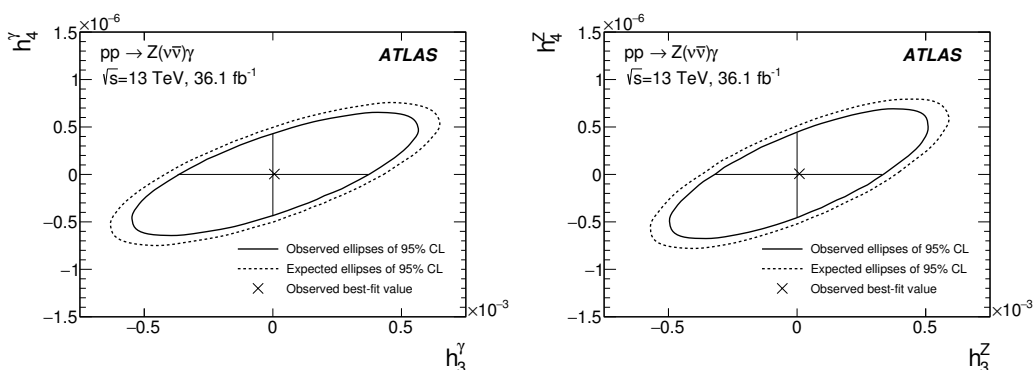 h₄^γ
×10⁻⁶
1.5
1
0.5
0
−0.5
−1
−1.5
pp → Z(νν̄)γ
√s=13 TeV, 36.1 fb⁻¹
ATLAS
Observed ellipses of 95% CL
Expected ellipses of 95% CL
Observed best-fit value
−0.5 0 0.5
×10⁻³
h₃^γ
h₄^Z
×10⁻⁶
1.5
1
0.5
0
−0.5
−1
−1.5
pp → Z(νν̄)γ
√s=13 TeV, 36.1 fb⁻¹
ATLAS
Observed ellipses of 95% CL
Expected ellipses of 95% CL
Observed best-fit value
−0.5 0 0.5
×10⁻³
h₃^Z